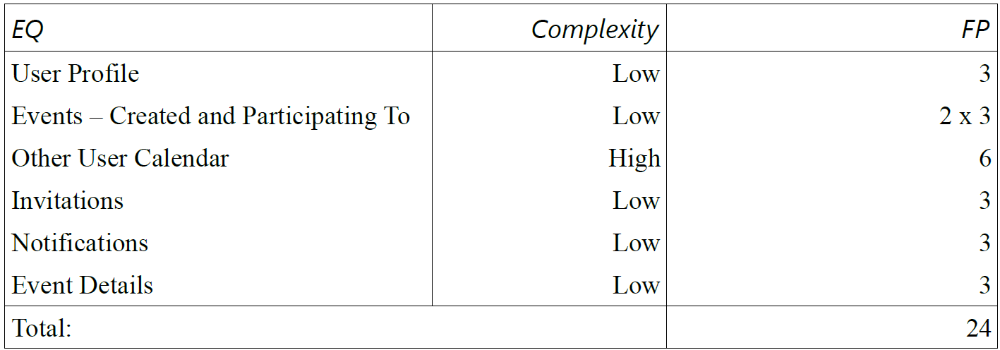 EQ Complexity FP
User Profile Low 3
Events – Created and Participating To Low 2 x 3
Other User Calendar High 6
Invitations Low 3
Notifications Low 3
Event Details Low 3
Total: 24